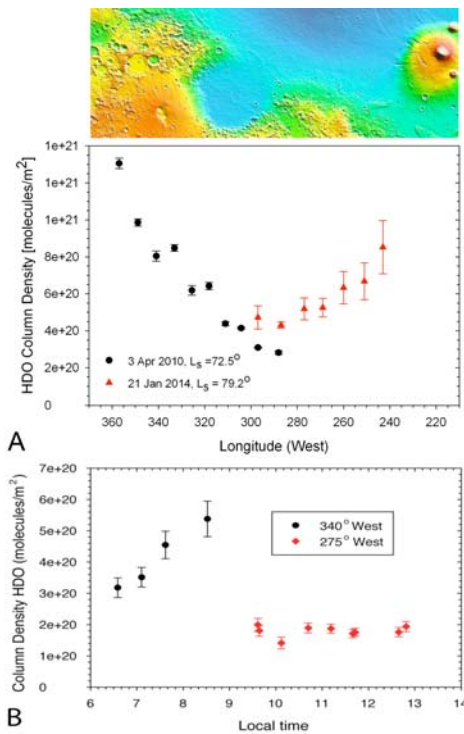 HDO Column Density [molecules/m²]
1e+21
1e+21
1e+21
8e+20
6e+20
4e+20
2e+20
0
3 Apr 2010, Lₛ =72.5°
21 Jan 2014, Lₛ = 79.2°
360 340 320 300 280 260 240 220
Longitude (West)
A
Column Density HDO (molecules/m²)
7e+20
6e+20
5e+20
4e+20
3e+20
2e+20
1e+20
0
340° West
275° West
6 7 8 9 10 11 12 13 14
Local time
B